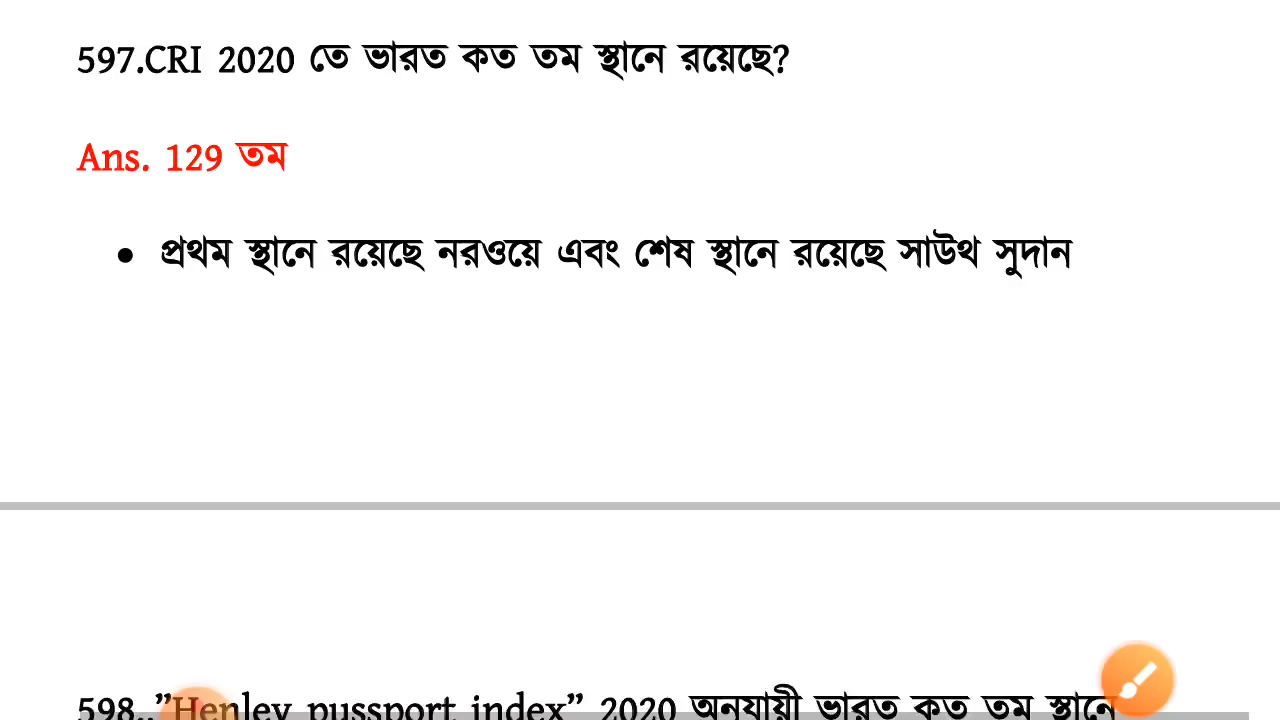 597.CRI 2020 তে ভারত কত তম স্থানে রয়েছে?
Ans. 129 তম
• প্রথম স্থানে রয়েছে নরওয়ে এবং শেষ স্থানে রয়েছে সাউথ সুদান
598..”Henley pussport index” 2020 অনুযায়ী ভারত কত তম স্থানে